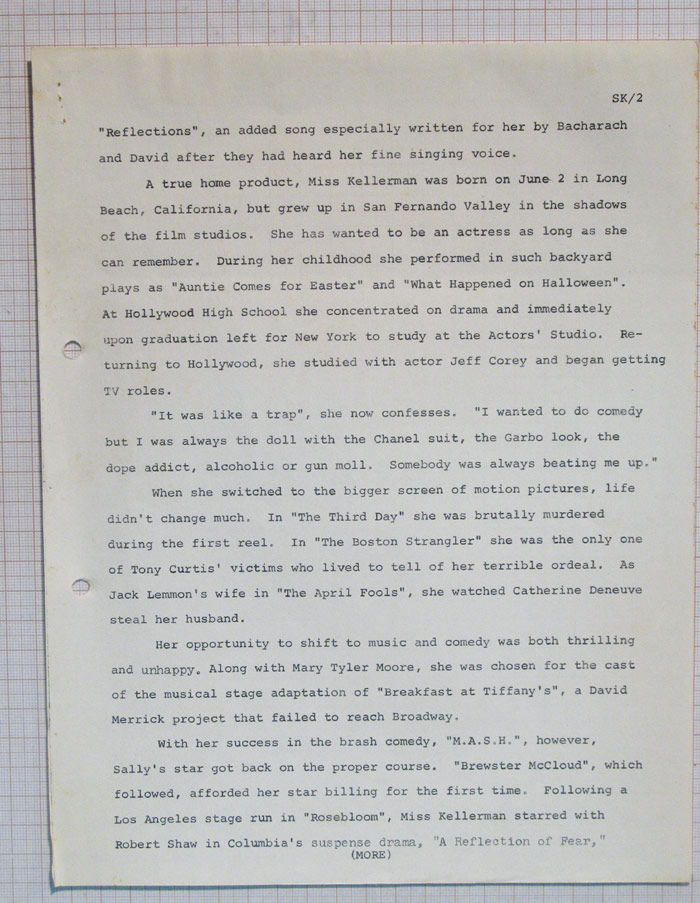 SK/2
"Reflections", an added song especially written for her by Bacharach
and David after they had heard her fine singing voice.
A true home product, Miss Kellerman was born on June 2 in Long
Beach, California, but grew up in San Fernando Valley in the shadows
of the film studios. She has wanted to be an actress as long as she
can remember. During her childhood she performed in such backyard
plays as "Auntie Comes for Easter" and "What Happened on Halloween".
At Hollywood High School she concentrated on drama and immediately
upon graduation left for New York to study at the Actors' Studio. Re-
turning to Hollywood, she studied with actor Jeff Corey and began getting
TV roles.
"It was like a trap", she now confesses. "I wanted to do comedy
but I was always the doll with the Chanel suit, the Garbo look, the
dope addict, alcoholic or gun moll. Somebody was always beating me up."
When she switched to the bigger screen of motion pictures, life
didn't change much. In "The Third Day" she was brutally murdered
during the first reel. In "The Boston Strangler" she was the only one
of Tony Curtis' victims who lived to tell of her terrible ordeal. As
Jack Lemmon's wife in "The April Fools", she watched Catherine Deneuve
steal her husband.
Her opportunity to shift to music and comedy was both thrilling
and unhappy. Along with Mary Tyler Moore, she was chosen for the cast
of the musical stage adaptation of "Breakfast at Tiffany's", a David
Merrick project that failed to reach Broadway.
With her success in the brash comedy, "M.A.S.H.", however,
Sally's star got back on the proper course. "Brewster McCloud", which
followed, afforded her star billing for the first time. Following a
Los Angeles stage run in "Rosebloom", Miss Kellerman starred with
Robert Shaw in Columbia's suspense drama, "A Reflection of Fear,"
(MORE)